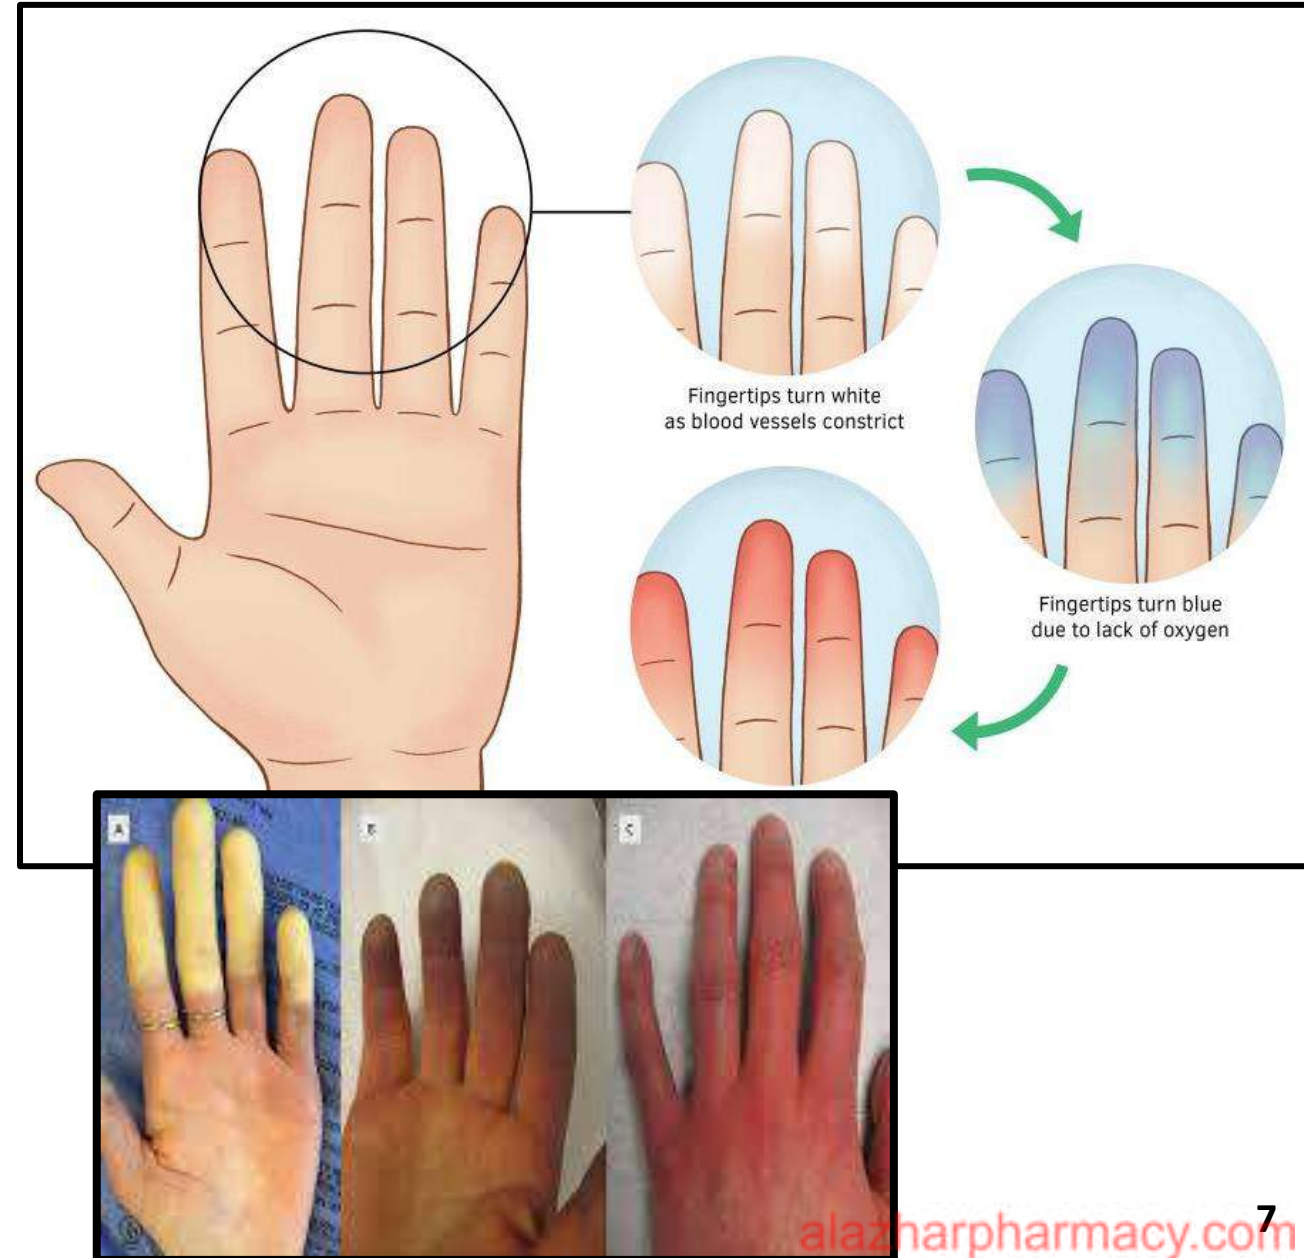 Fingertips turn white
as blood vessels constrict
Fingertips turn blue
due to lack of oxygen
A
B
C
alazharpharmacy.com
7